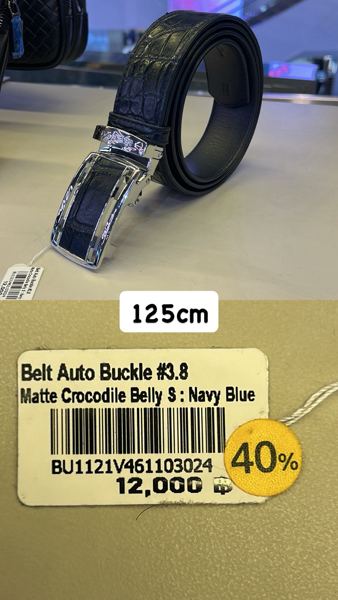 125cm
Belt Auto Buckle #3.8
Matte Crocodile Belly S : Navy Blue
BU1121V461103024
12,000 ฿
40%